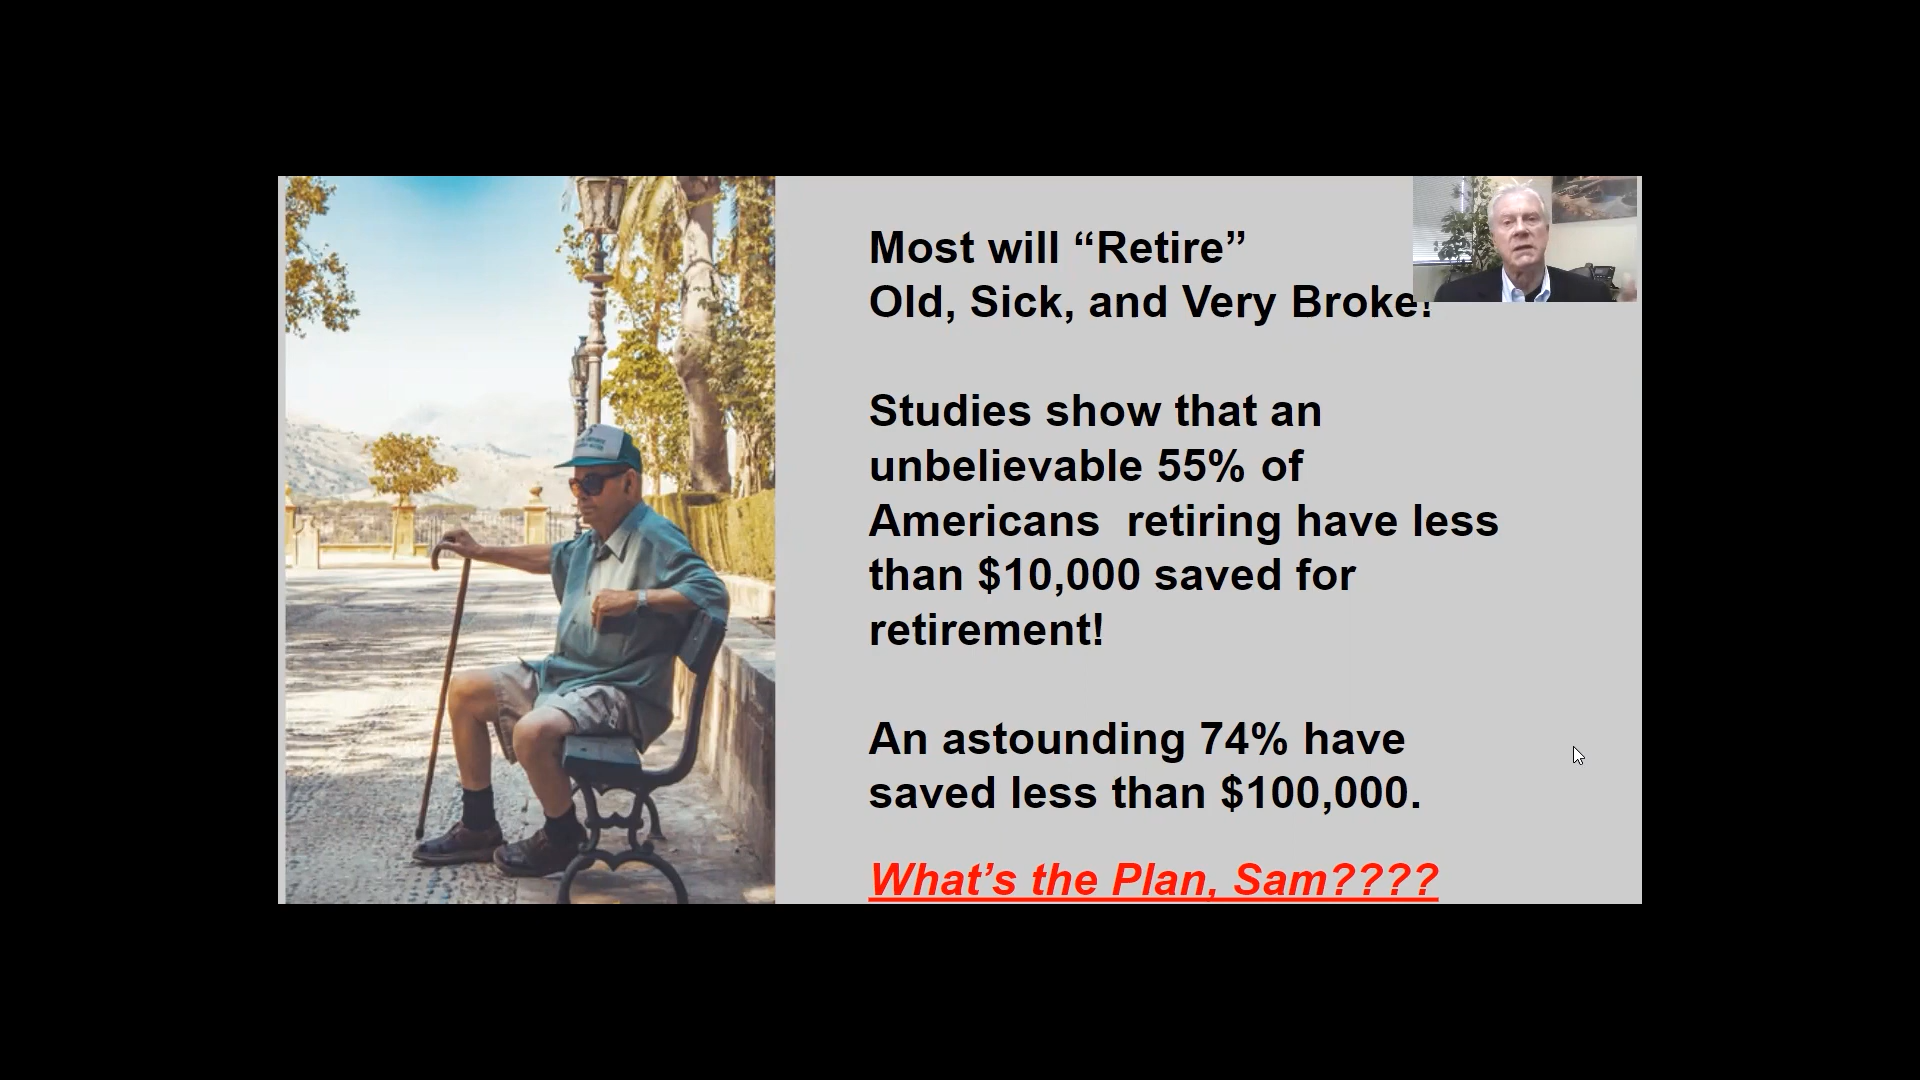 Most will “Retire”
Old, Sick, and Very Broke!
Studies show that an
unbelievable 55% of
Americans  retiring have less
than $10,000 saved for
retirement!
An astounding 74% have
saved less than $100,000.
What’s the Plan, Sam????